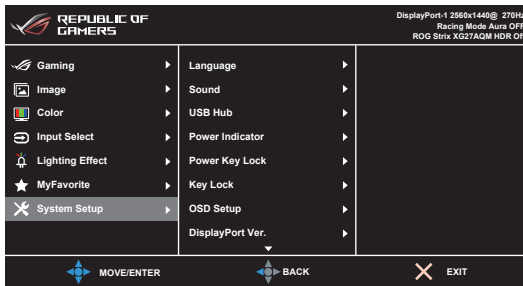 REPUBLIC OF
GAMERS
DisplayPort-1 2560x1440@ 270Hz
Racing Mode Aura OFF
ROG Strix XG27AQM HDR Off
Gaming
Image
Color
Input Select
Lighting Effect
MyFavorite
System Setup
Language
Sound
USB Hub
Power Indicator
Power Key Lock
Key Lock
OSD Setup
DisplayPort Ver.
MOVE/ENTER
BACK
EXIT